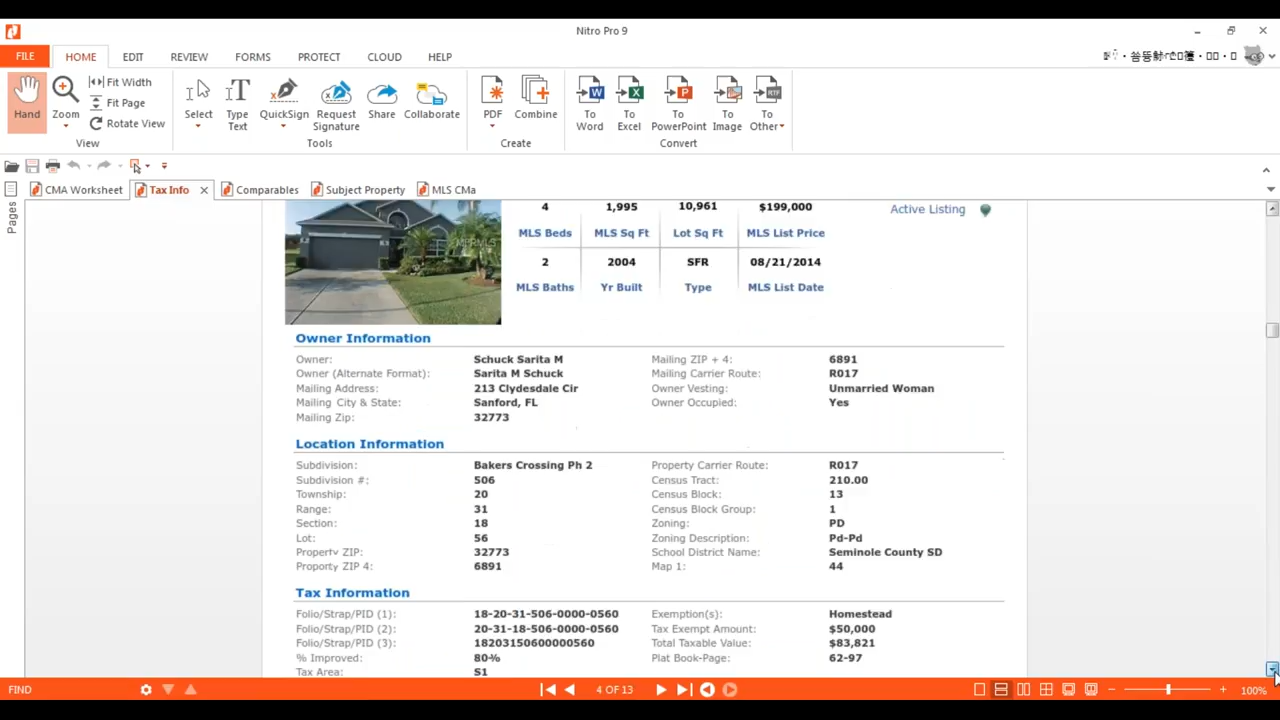 Nitro Pro 9
FILE HOME EDIT REVIEW FORMS PROTECT CLOUD HELP
Hand
Zoom
Fit Width
Fit Page
Rotate View
View
Select
Type Text
QuickSign
Request Signature
Share
Collaborate
Tools
PDF
Combine
Create
To Word
To Excel
To PowerPoint
To Image
To Other
Convert
CMA Worksheet Tax Info Comparables Subject Property MLS CMa
Pages
4 1,995 10,961 $199,000 Active Listing
MLS Beds MLS Sq Ft Lot Sq Ft MLS List Price
2 2004 SFR 08/21/2014
MLS Baths Yr Built Type MLS List Date
Owner Information
Owner: Schuck Sarita M Mailing ZIP + 4: 6891
Owner (Alternate Format): Sarita M Schuck Mailing Carrier Route: R017
Mailing Address: 213 Clydesdale Cir Owner Vesting: Unmarried Woman
Mailing City & State: Sanford, FL Owner Occupied: Yes
Mailing Zip: 32773
Location Information
Subdivision: Bakers Crossing Ph 2 Property Carrier Route: R017
Subdivision #: 506 Census Tract: 210.00
Township: 20 Census Block: 13
Range: 31 Census Block Group: 1
Section: 18 Zoning: PD
Lot: 56 Zoning Description: Pd-Pd
Property ZIP: 32773 School District Name: Seminole County SD
Property ZIP 4: 6891 Map 1: 44
Tax Information
Folio/Strap/PID (1): 18-20-31-506-0000-0560 Exemption(s): Homestead
Folio/Strap/PID (2): 20-31-18-506-0000-0560 Tax Exempt Amount: $50,000
Folio/Strap/PID (3): 18203150600000560 Total Taxable Value: $83,821
% Improved: 80% Plat Book-Page: 62-97
Tax Area: S1
FIND 4 OF 13 100%